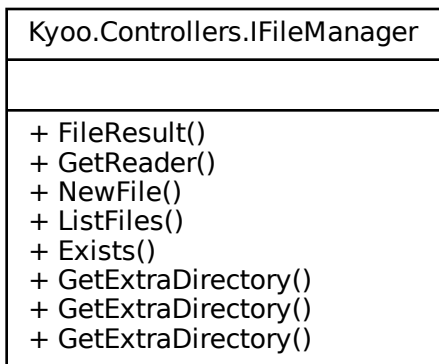 Kyoo.Controllers.IFileManager
+ FileResult()
+ GetReader()
+ NewFile()
+ ListFiles()
+ Exists()
+ GetExtraDirectory()
+ GetExtraDirectory()
+ GetExtraDirectory()